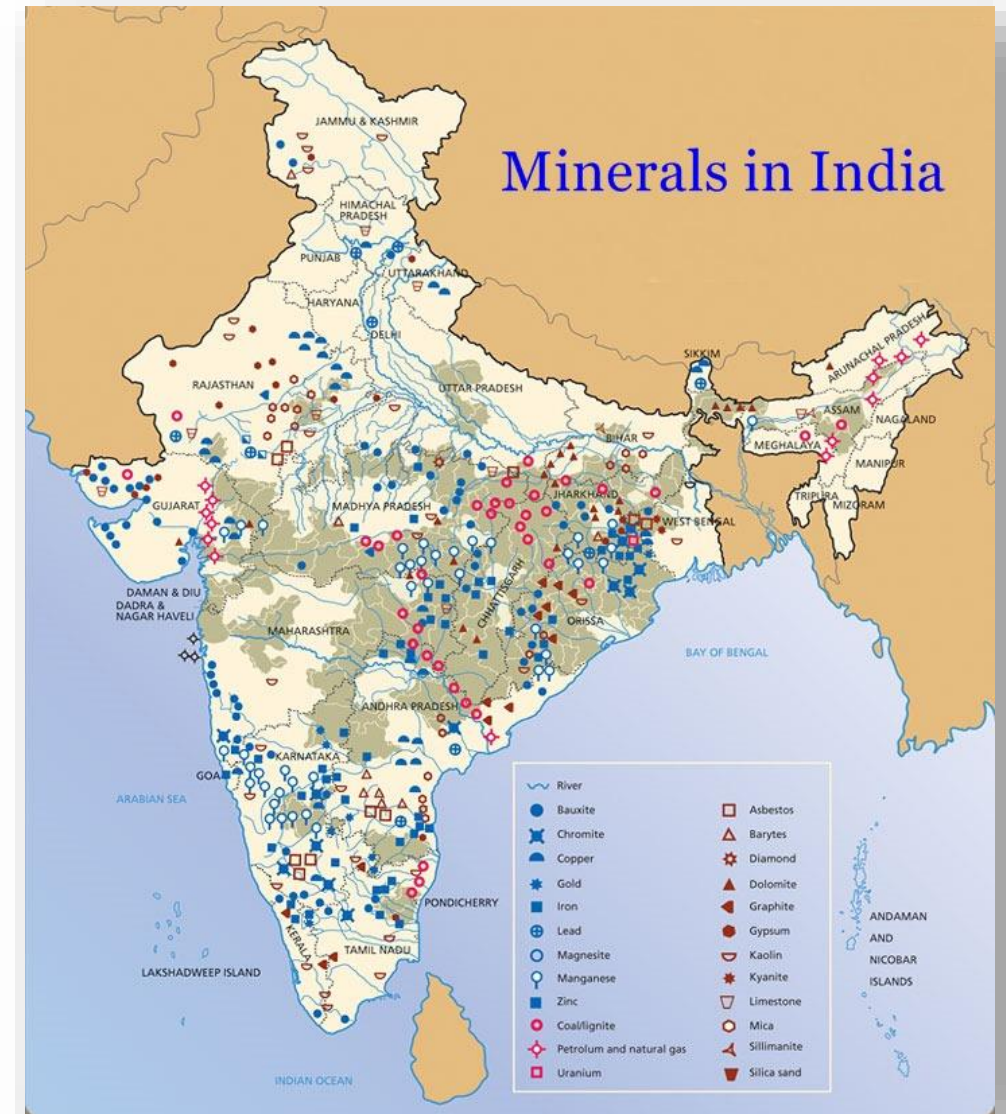 Minerals in India
JAMMU & KASHMIR
HIMACHAL
PRADESH
PUNJAB
UTTARAKHAND
HARYANA
DELHI
RAJASTHAN
UTTAR PRADESH
SIKKIM
ARUNACHAL PRADESH
ASSAM
NAGALAND
MEGHALAYA
MANIPUR
TRIPURA
MIZORAM
BIHAR
JHARKHAND
WEST BENGAL
GUJARAT
MADHYA PRADESH
CHHATTISGARH
DAMAN & DIU
DADRA &
NAGAR HAVELI
MAHARASHTRA
ORISSA
BAY OF BENGAL
ANDHRA PRADESH
KARNATAKA
GOA
ARABIAN SEA
PONDICHERRY
KERALA
TAMIL NADU
LAKSHADWEEP ISLAND
INDIAN OCEAN
ANDAMAN
AND
NICOBAR
ISLANDS
River
Bauxite
Chromite
Copper
Gold
Iron
Lead
Magnesite
Manganese
Zinc
Coal/lignite
Petrolum and natural gas
Uranium
Asbestos
Barytes
Diamond
Dolomite
Graphite
Gypsum
Kaolin
Kyanite
Limestone
Mica
Sillimanite
Silica sand